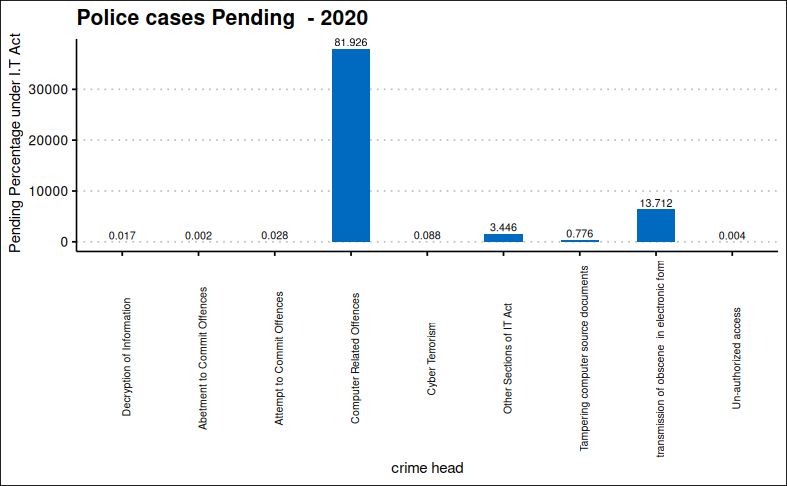 Police cases Pending  - 2020
Pending Percentage under I.T Act
30000
20000
10000
0
0.017
0.002
0.028
81.926
0.088
3.446
0.776
13.712
0.004
Decryption of Information
Abetment to Commit Offences
Attempt to Commit Offences
Computer Related Offences
Cyber Terrorism
Other Sections of IT Act
Tampering computer source documents
transmission of obscene  in electronic form
Un-authorized access
crime head